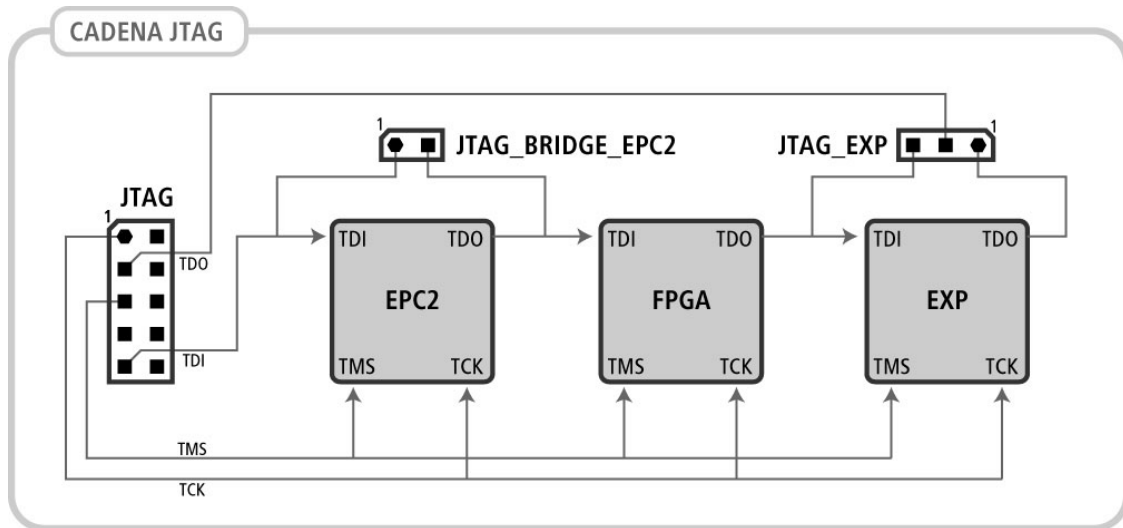 CADENA JTAG
1
JTAG_BRIDGE_EPC2
JTAG_EXP
1
JTAG
1
TDO
TDI
TDI
TDO
EPC2
TMS
TCK
TDI
TDO
FPGA
TMS
TCK
TDI
TDO
EXP
TMS
TCK
TMS
TCK